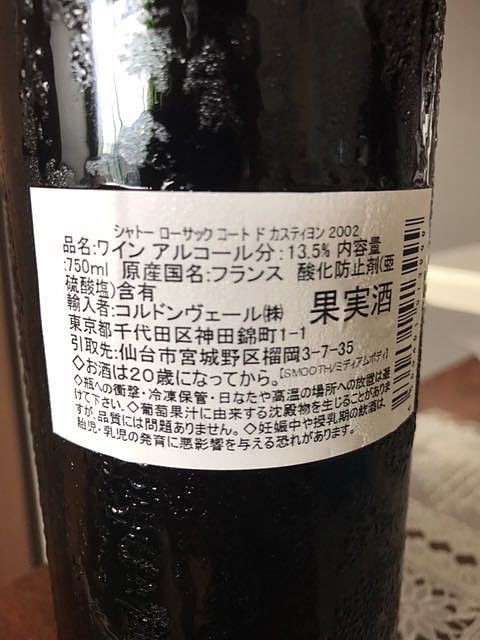 シャトー ローサック コート ド カスティヨン 2002
品名:ワイン アルコール分：13.5% 内容量
:750ml 原産国名:フランス 酸化防止剤(亜
硫酸塩)含有
果実酒
輸入者:コルドンヴェール㈱
東京都千代田区神田錦町1-1
引取先:仙台市宮城野区榴岡3-7-35
◇お酒は20歳になってから。【SMOOTH/ミディアムボディ】
◇瓶への衝撃・冷凍保管・日なたや高温の場所への放置は避
けて下さい。◇葡萄果汁に由来する沈殿物を生じることがありま
すが、品質には問題ありません。◇妊娠中や授乳期の飲酒は、
胎児・乳児の発育に悪影響を与える恐れがあります。